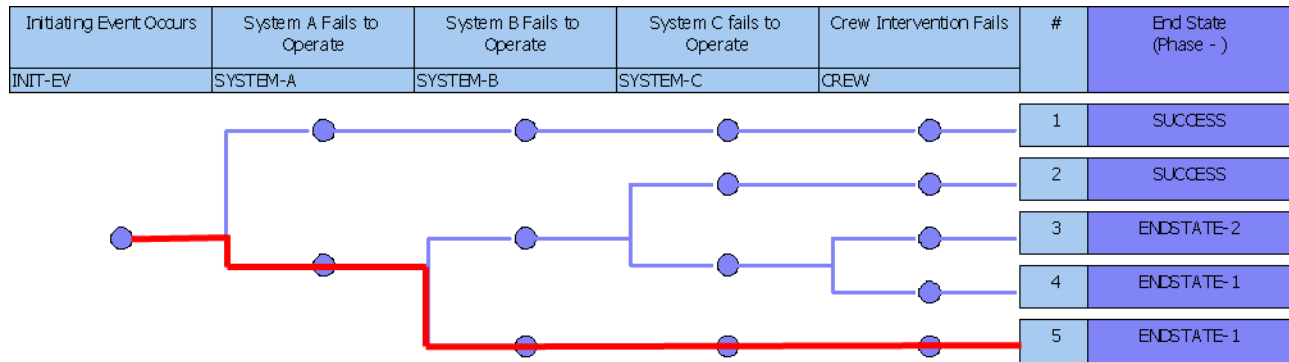 Initiating Event Occurs
System A Fails to
Operate
System B Fails to
Operate
System C fails to
Operate
Crew Intervention Fails
#
End State
(Phase - )
INIT-EV
SYSTEM-A
SYSTEM-B
SYSTEM-C
CREW
1
SUCCESS
2
SUCCESS
3
ENDSTATE-2
4
ENDSTATE-1
5
ENDSTATE-1